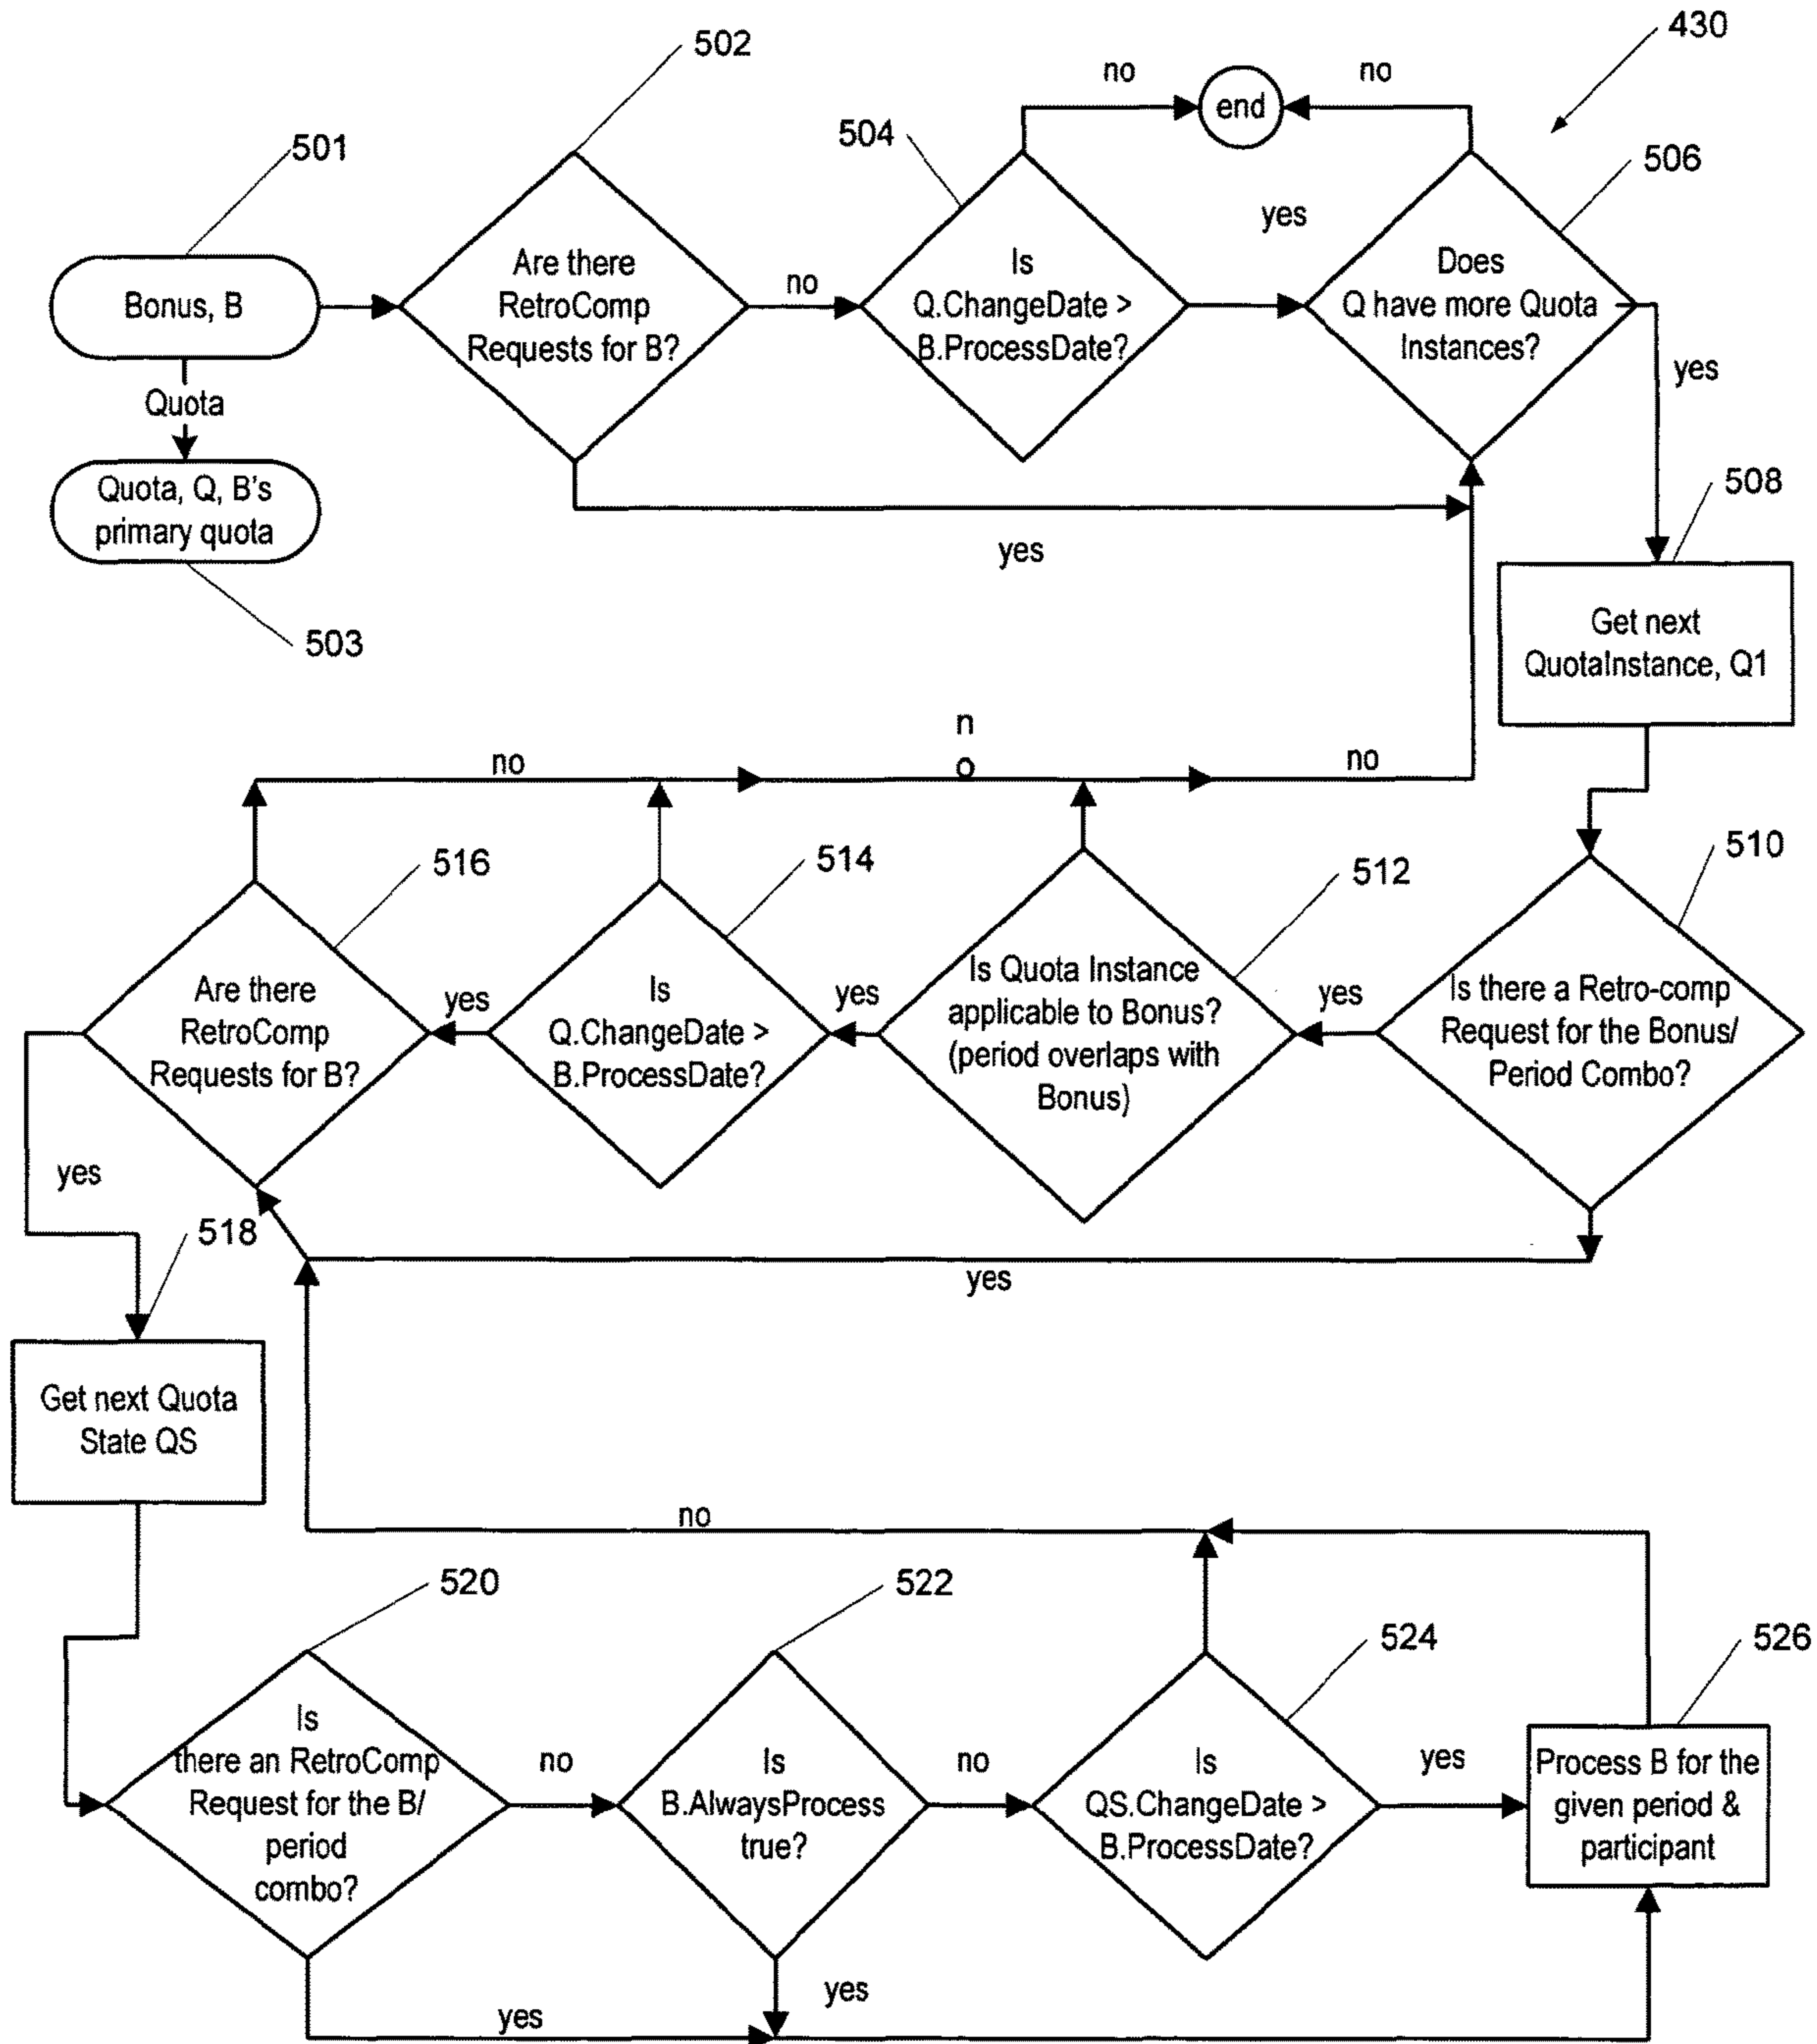 430
502
no
end
no
504
501
506
Are there
RetroComp
Requests for B?
no
Is
Q.ChangeDate >
B.ProcessDate?
yes
Does
Q have more Quota
Instances?
yes
Bonus, B
Quota
Quota, Q, B's
primary quota
503
yes
508
Get next
QuotaInstance, Q1
no
n
o
no
516
514
512
510
Are there
RetroComp
Requests for B?
yes
Is
Q.ChangeDate >
B.ProcessDate?
yes
Is Quota Instance
applicable to Bonus?
(period overlaps with
Bonus)
yes
Is there a Retro-comp
Request for the Bonus/
Period Combo?
yes
518
yes
Get next Quota
State QS
no
520
522
524
526
Is
there an RetroComp
Request for the B/
period
combo?
no
Is
B.AlwaysProcess
true?
no
Is
QS.ChangeDate >
B.ProcessDate?
yes
Process B for the
given period &
participant
yes
yes